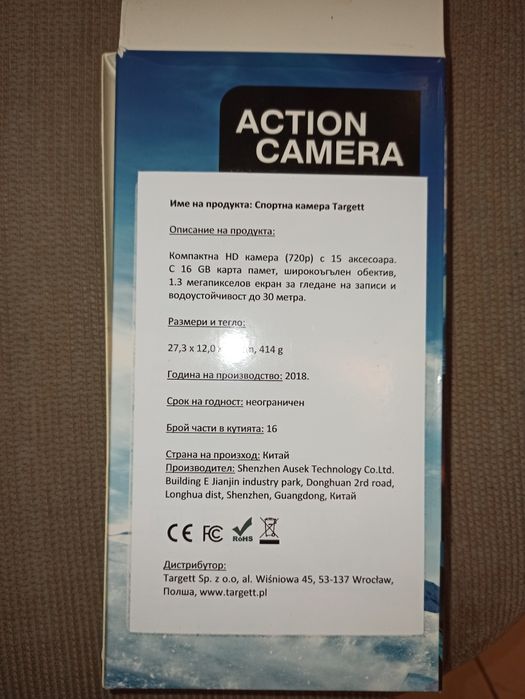 ACTION
CAMERA
Име на продукта: Спортна камера Targett
Описание на продукта:
Компактна HD камера (720p) с 15 аксесоара.
С 16 GB карта памет, широкоъгълен обектив,
1.3 мегапикселов екран за гледане на записи и
водоустойчивост до 30 метра.
Размери и тегло:
27,3 x 12,0 414 g
Година на производство: 2018.
Срок на годност: неограничен
Брой части в кутията: 16
Страна на произход: Китай
Производител: Shenzhen Ausek Technology Co.Ltd.
Building E Jianjin industry park, Donghuan 2rd road,
Longhua dist, Shenzhen, Guangdong, Китай
CE FC RoHS
Дистрибутор:
Targett Sp. z o.o, al. Wiśniowa 45, 53-137 Wrocław,
Полша, www.targett.pl